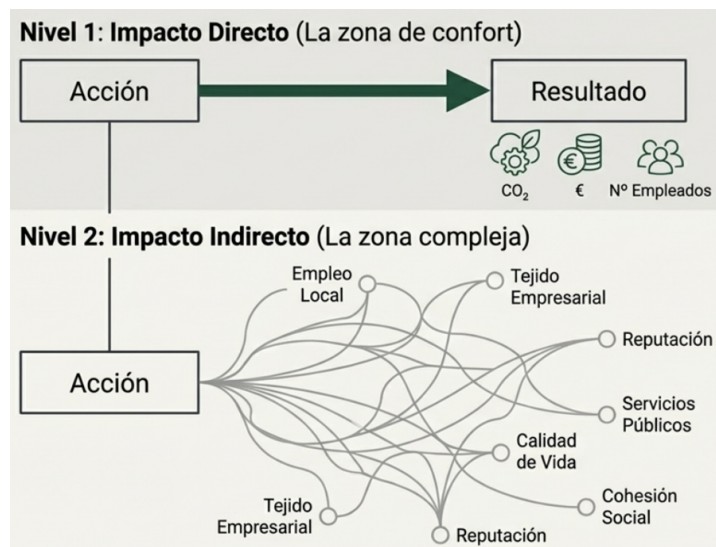 Nivel 1: Impacto Directo (La zona de confort)
Acción
Resultado
CO₂
€
Nº Empleados
Nivel 2: Impacto Indirecto (La zona compleja)
Empleo
Local
Tejido
Empresarial
Reputación
Acción
Servicios
Públicos
Calidad
de Vida
Tejido
Empresarial
Cohesión
Social
Reputación